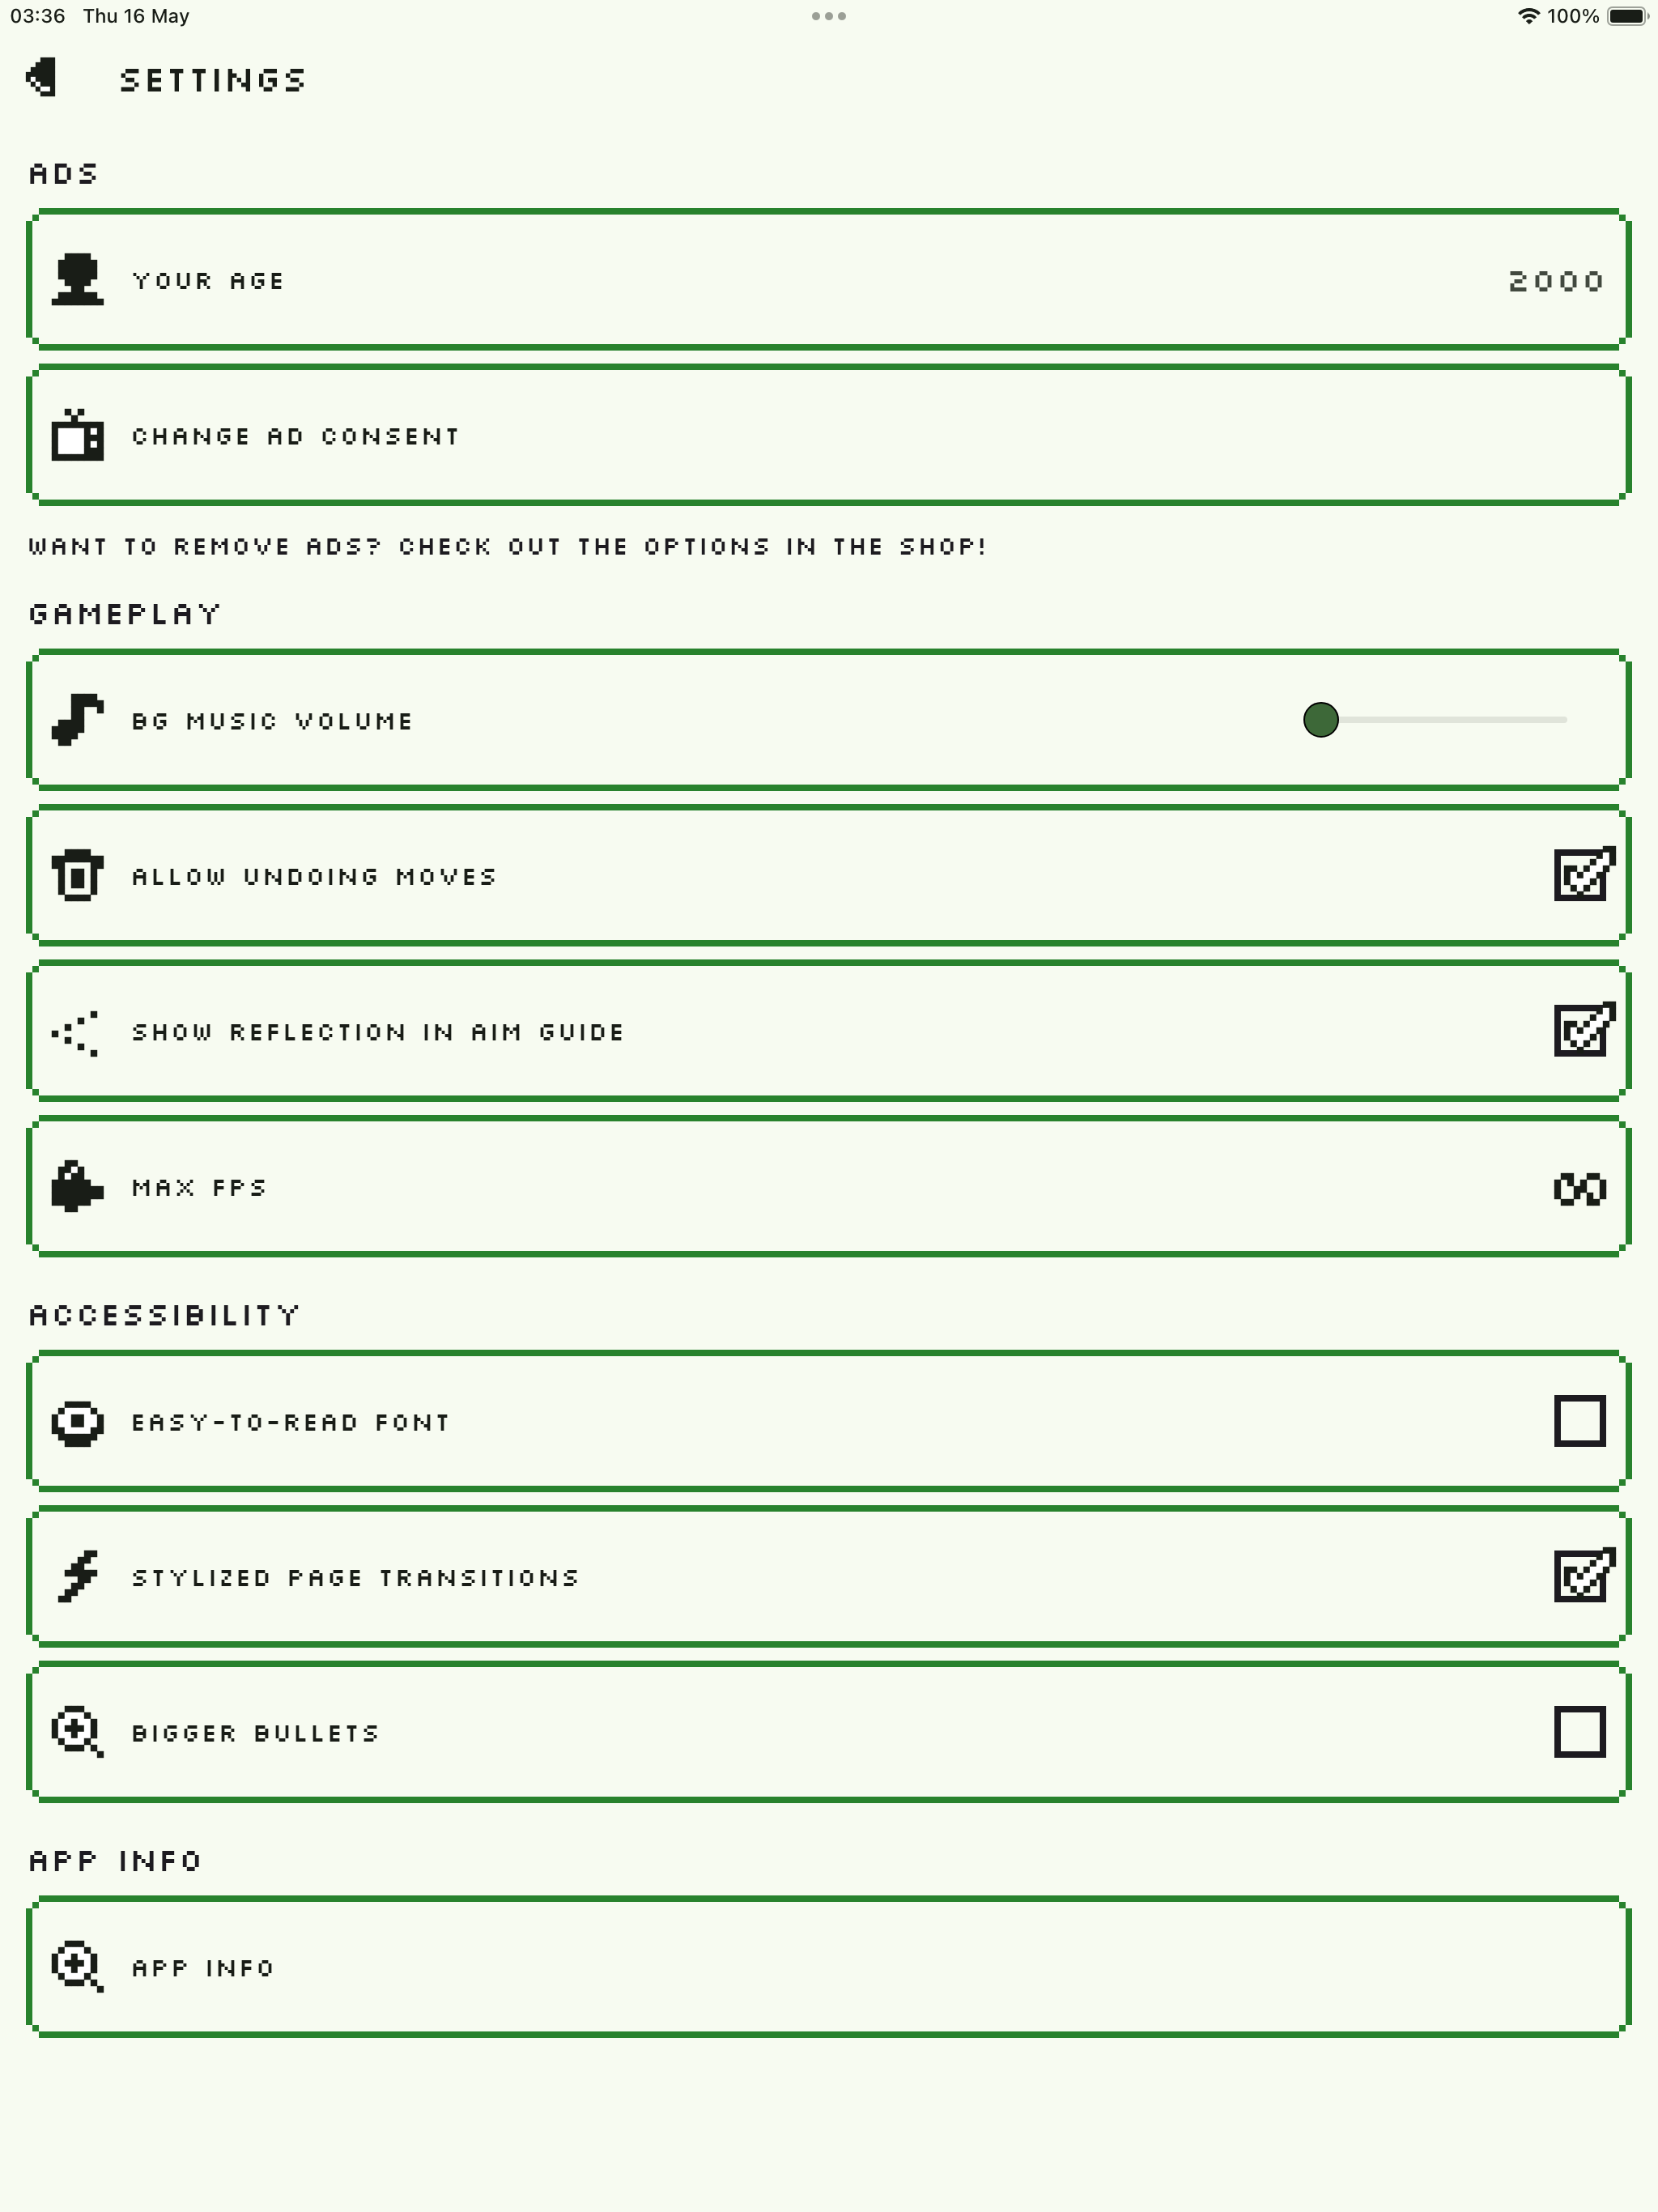 03:36 Thu 16 May 100%
SETTINGS
ADS
YOUR AGE 2000
CHANGE AD CONSENT
WANT TO REMOVE ADS? CHECK OUT THE OPTIONS IN THE SHOP!
GAMEPLAY
BG MUSIC VOLUME
ALLOW UNDOING MOVES
SHOW REFLECTION IN AIM GUIDE
MAX FPS ∞
ACCESSIBILITY
EASY-TO-READ FONT
STYLIZED PAGE TRANSITIONS
BIGGER BULLETS
APP INFO
APP INFO